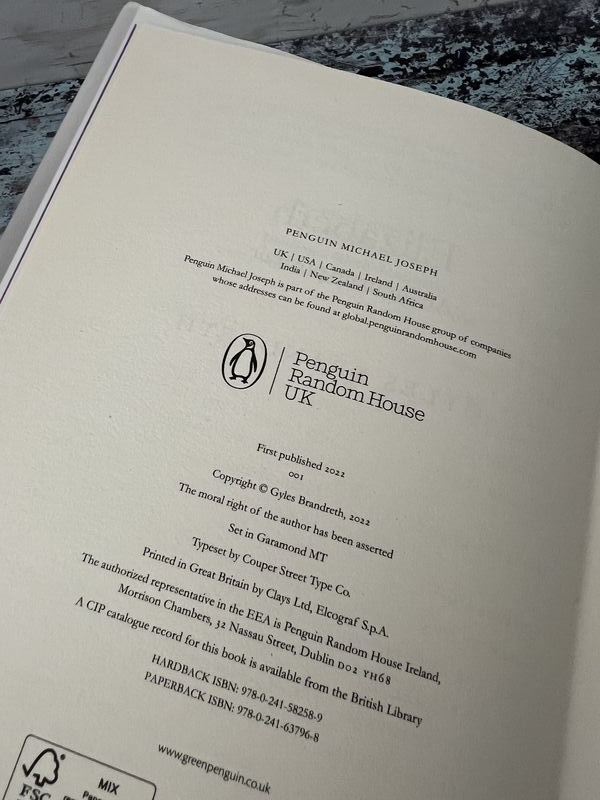 PENGUIN MICHAEL JOSEPH
UK | USA | Canada | Ireland | Australia
India | New Zealand | South Africa
Penguin Michael Joseph is part of the Penguin Random House group of companies
whose addresses can be found at global.penguinrandomhouse.com
Penguin
Random House
UK
First published 2022
001
Copyright © Gyles Brandreth, 2022
The moral right of the author has been asserted
Set in Garamond MT
Typeset by Couper Street Type Co.
Printed in Great Britain by Clays Ltd, Elcograf S.p.A.
The authorized representative in the EEA is Penguin Random House Ireland,
Morrison Chambers, 32 Nassau Street, Dublin D02 YH68
A CIP catalogue record for this book is available from the British Library
HARDBACK ISBN: 978-0-241-58258-9
PAPERBACK ISBN: 978-0-241-63796-8
www.greenpenguin.co.uk
MIX
FSC